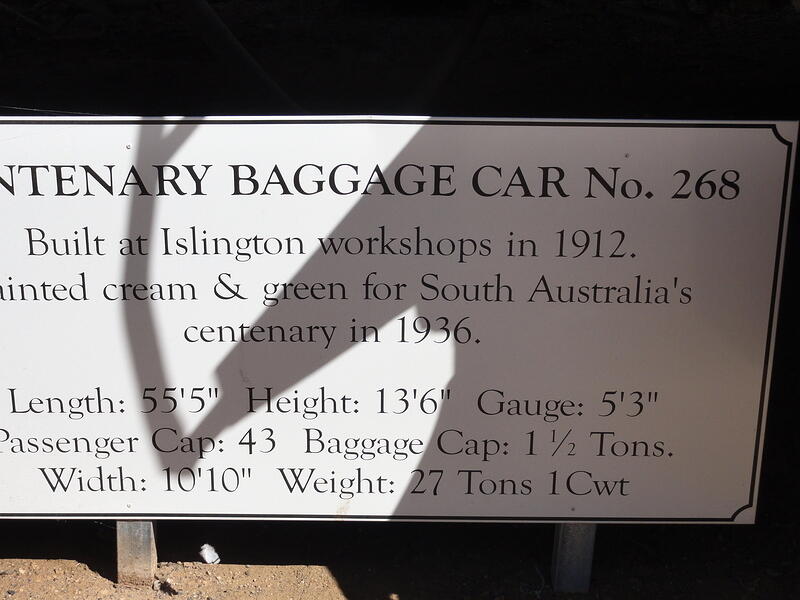 NTENARY BAGGAGE CAR No. 268
Built at Islington workshops in 1912.
ainted cream & green for South Australia's
centenary in 1936.
Length: 55'5" Height: 13'6" Gauge: 5'3"
Passenger Cap: 43 Baggage Cap: 1 ½ Tons.
Width: 10'10" Weight: 27 Tons 1Cwt